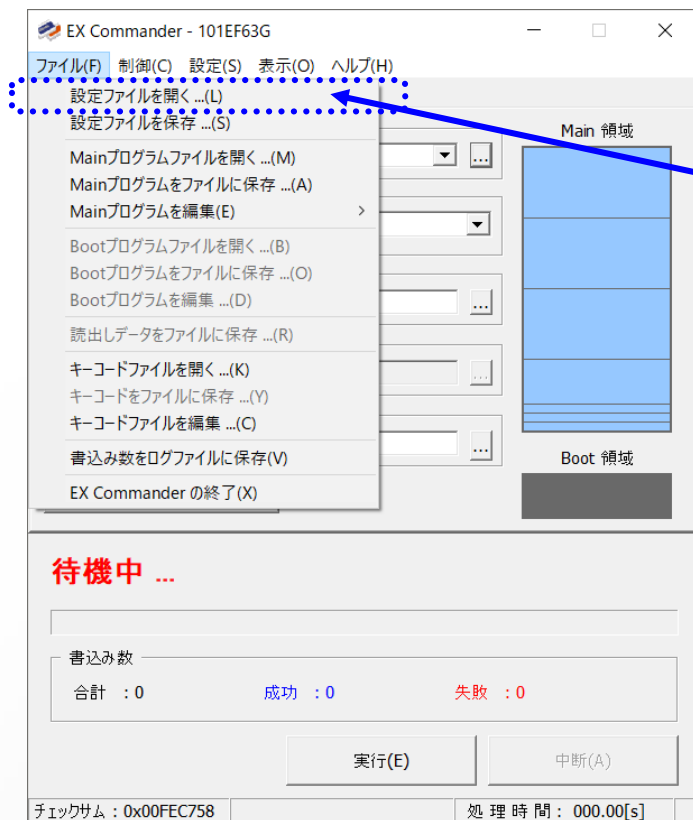 EX Commander - 101EF63G
ファイル(F) 制御(C) 設定(S) 表示(O) ヘルプ(H)
設定ファイルを開く ...(L)
設定ファイルを保存 ...(S)
Mainプログラムファイルを開く ...(M)
Mainプログラムをファイルに保存 ...(A)
Mainプログラムを編集(E)
Bootプログラムファイルを開く ...(B)
Bootプログラムをファイルに保存 ...(O)
Bootプログラムを編集 ...(D)
読出しデータをファイルに保存 ...(R)
キーコードファイルを開く ...(K)
キーコードをファイルに保存 ...(Y)
キーコードファイルを編集 ...(C)
書込み数をログファイルに保存(V)
EX Commander の終了(X)
...
...
...
...
Main 領域
Boot 領域
待機中 ...
書込み数
合計 : 0 成功 : 0 失敗 : 0
実行(E) 中断(A)
チェックサム : 0x00FEC758 処 理 時 間 : 000.00[s]